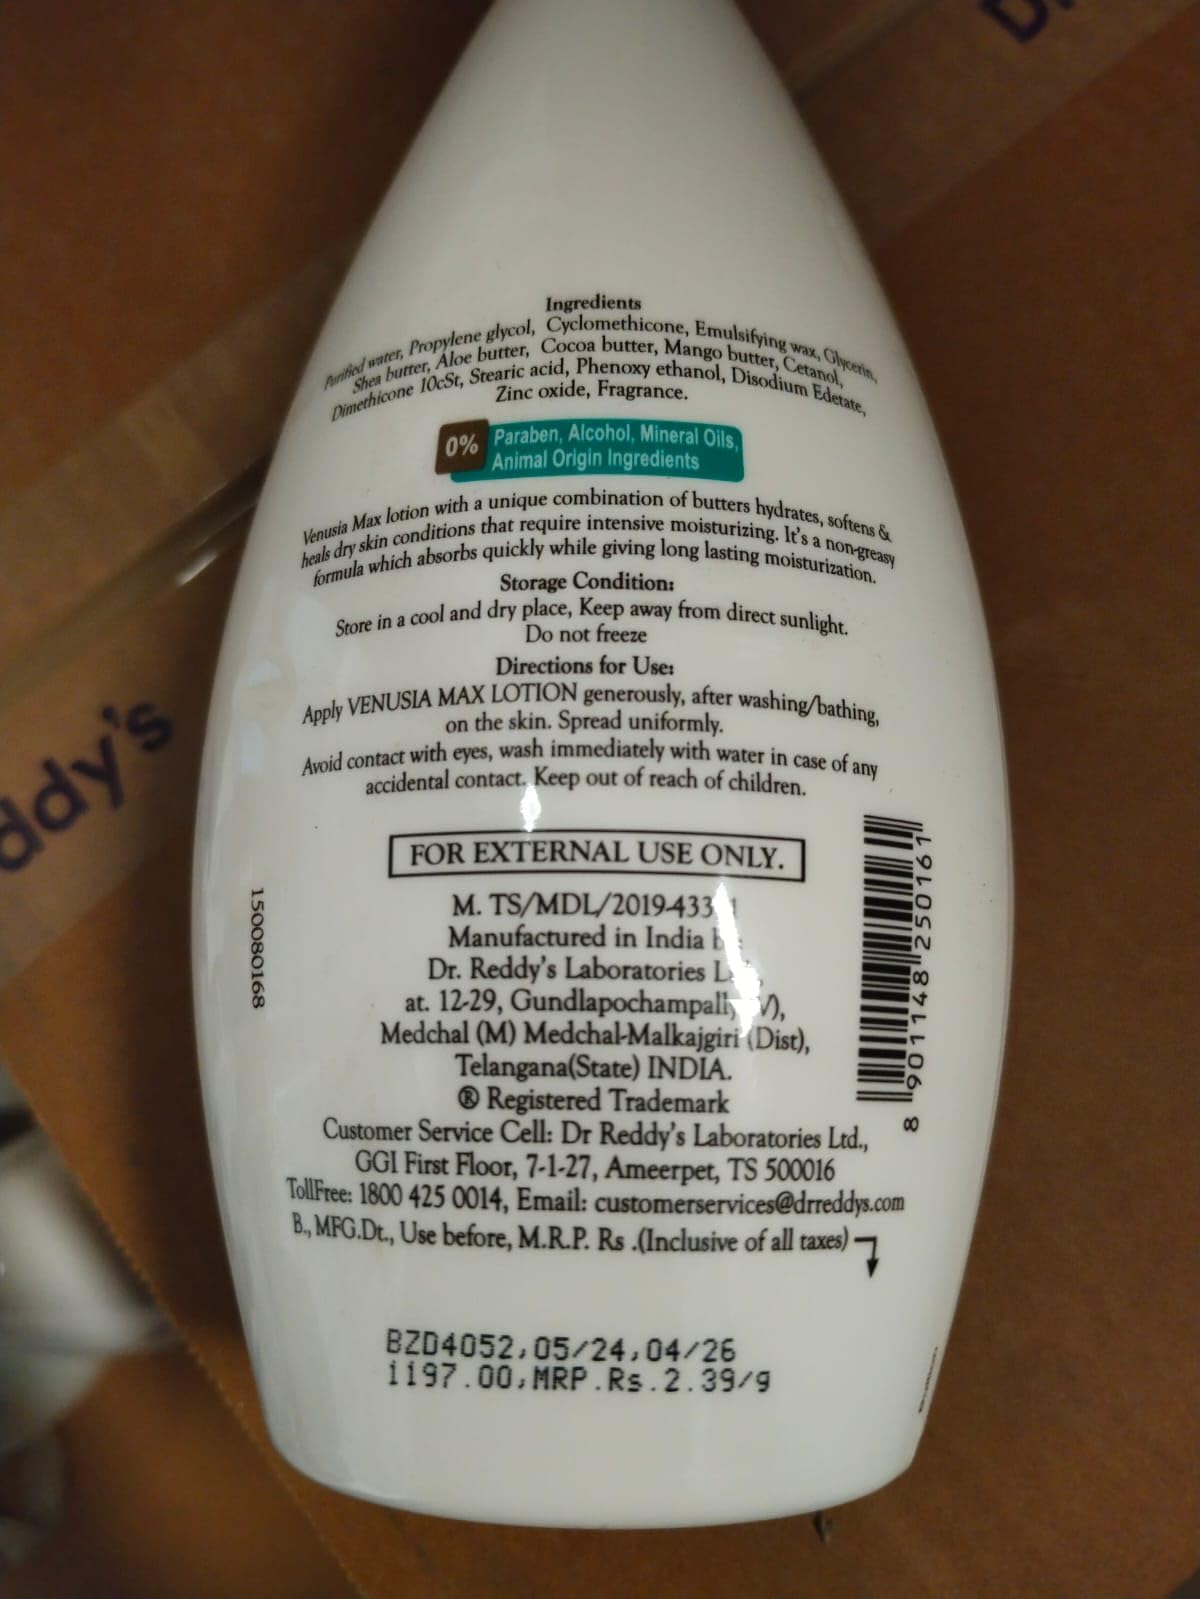 Ingredients
Purified water, Propylene glycol, Cyclomethicone, Emulsifying wax, Glycerin,
Shea butter, Aloe butter, Cocoa butter, Mango butter, Cetanol,
Dimethicone 10cSt, Stearic acid, Phenoxy ethanol, Disodium Edetate,
Zinc oxide, Fragrance.
0% Paraben, Alcohol, Mineral Oils,
Animal Origin Ingredients
Venusia Max lotion with a unique combination of butters hydrates, softens &
heals dry skin conditions that require intensive moisturizing. It's a non-greasy
formula which absorbs quickly while giving long lasting moisturization.
Storage Condition:
Store in a cool and dry place, Keep away from direct sunlight.
Do not freeze
Directions for Use:
Apply VENUSIA MAX LOTION generously, after washing/bathing,
on the skin. Spread uniformly.
Avoid contact with eyes, wash immediately with water in case of any
accidental contact. Keep out of reach of children.
FOR EXTERNAL USE ONLY.
M.
Manufactured in India
Dr. Reddy's Laboratories
at. 12-29, Gundlapochampally (V),
Medchal (M) Medchal-Malkajgiri (Dist),
Telangana(State) INDIA.
® Registered Trademark
Customer Service Cell: Dr Reddy's Laboratories Ltd.,
GGI First Floor, 7-1-27, Ameerpet, TS 500016
TollFree: 1800 425 0014, Email: customerservices@drreddys.com
B., MFG.Dt., Use before, M.R.P. Rs .(Inclusive of all taxes)
BZD4052,05/24,04/26
1197.00,MRP.Rs.2.39/g
150080168
8 901148 250161
ddy's